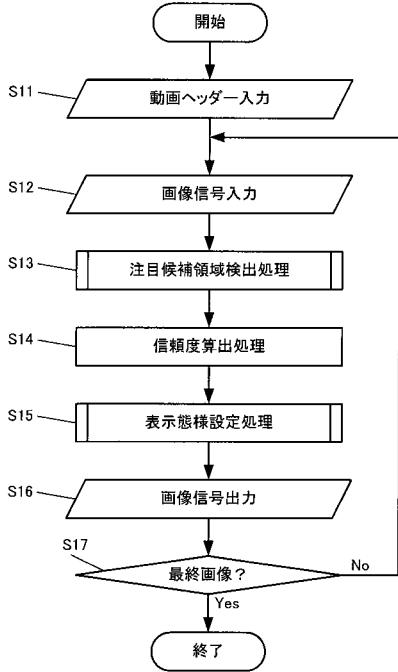 開始
S11
動画ヘッダー入力
S12
画像信号入力
S13
注目候補領域検出処理
S14
信頼度算出処理
S15
表示態様設定処理
S16
画像信号出力
S17
最終画像？
No
Yes
終了